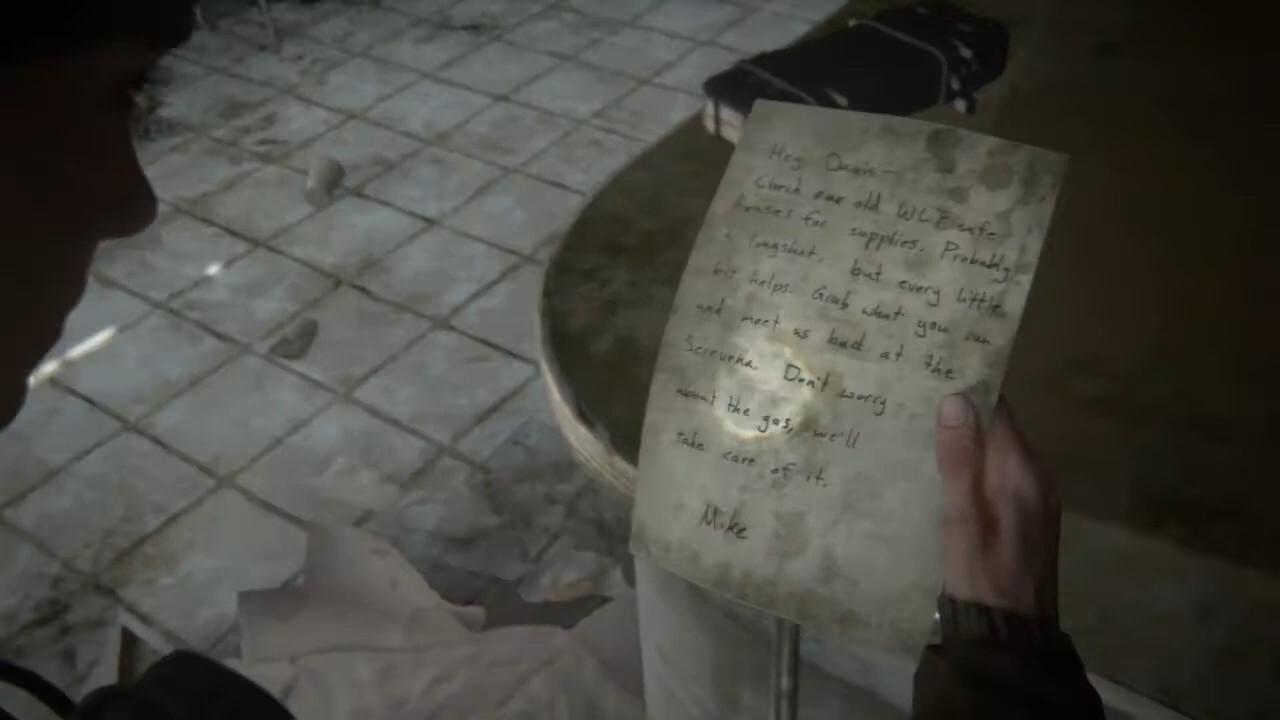 Hey Danis-
Check our old WLF safe
houses for supplies. Probably
a longshot, but every little
bit helps. Grab what you can
and meet us bad at the
Serevena. Don't worry
about the gas, we'll
take care of it.
Mike